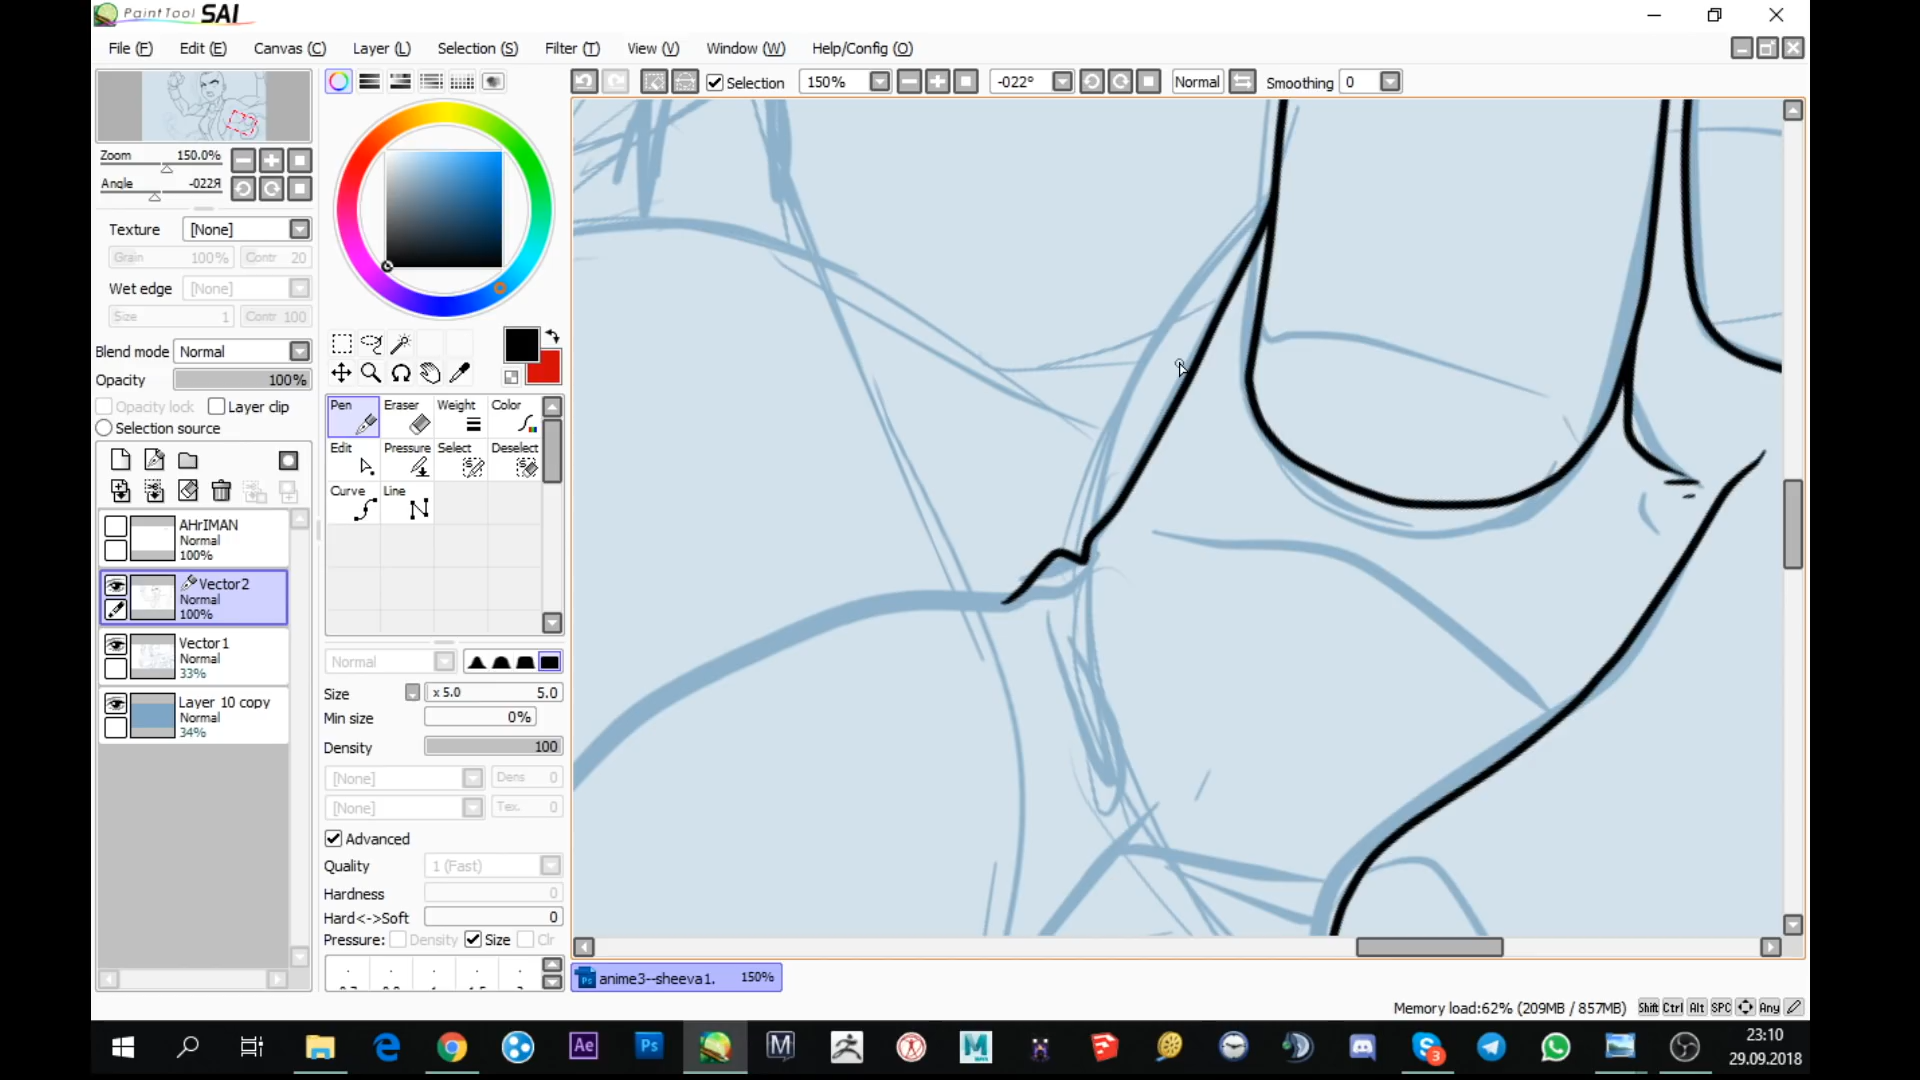 PaintTool SAI
File (F) Edit (E) Canvas (C) Layer (L) Selection (S) Filter (T) View (V) Window (W) Help/Config (O)
Selection 150% -022° Normal Smoothing 0
Zoom 150.0%
Angle -022Я
Texture [None]
Grain 100% Contr 20
Wet edge [None]
Size 1 Contr 100
Blend mode Normal
Opacity 100%
Opacity lock Layer clip
Selection source
AHrIMAN
Normal
100%
Vector2
Normal
100%
Vector1
Normal
33%
Layer 10 copy
Normal
34%
Pen Eraser Weight Color
Edit Pressure Select Deselect
Curve Line
Normal
Size x 5.0 5.0
Min size 0%
Density 100
[None] Dens 0
[None] Tex. 0
Advanced
Quality 1 (Fast)
Hardness 0
Hard<->Soft 0
Pressure: Density Size Clr
anime3--sheeva1. 150%
Memory load:62% (209MB / 857MB) Shift Ctrl Alt SPC Any
Ae Ps M M 3
23:10
29.09.2018